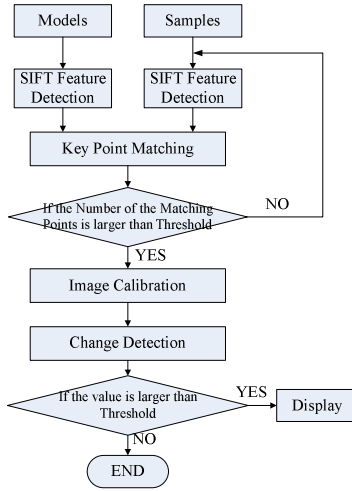 Models
Samples
SIFT Feature
Detection
SIFT Feature
Detection
Key Point Matching
If the Number of the Matching
Points is larger than Threshold
NO
YES
Image Calibration
Change Detection
If the value is larger than
Threshold
YES
Display
NO
END